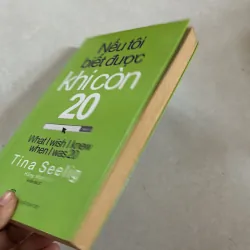 Nếu tôi
biết được
khi còn
20
What I wish I knew
when I was 20
Tina Seelig